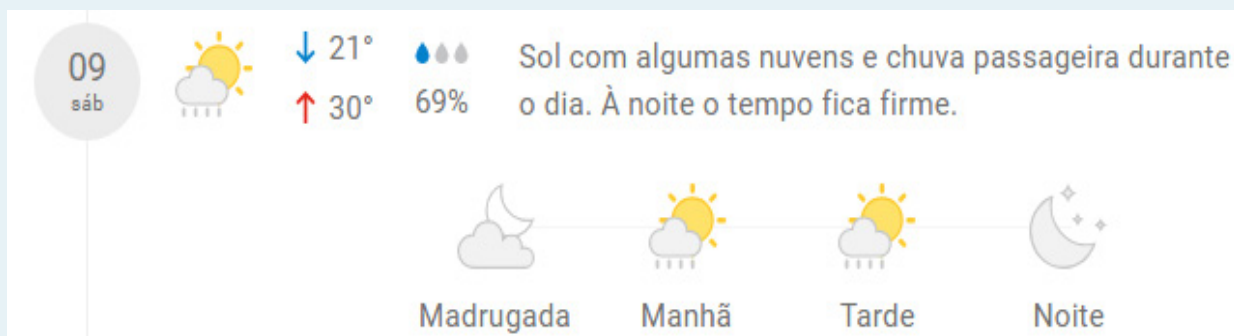 09
sáb
↓ 21°
↑ 30°
69%
Sol com algumas nuvens e chuva passageira durante
o dia. À noite o tempo fica firme.
Madrugada Manhã Tarde Noite